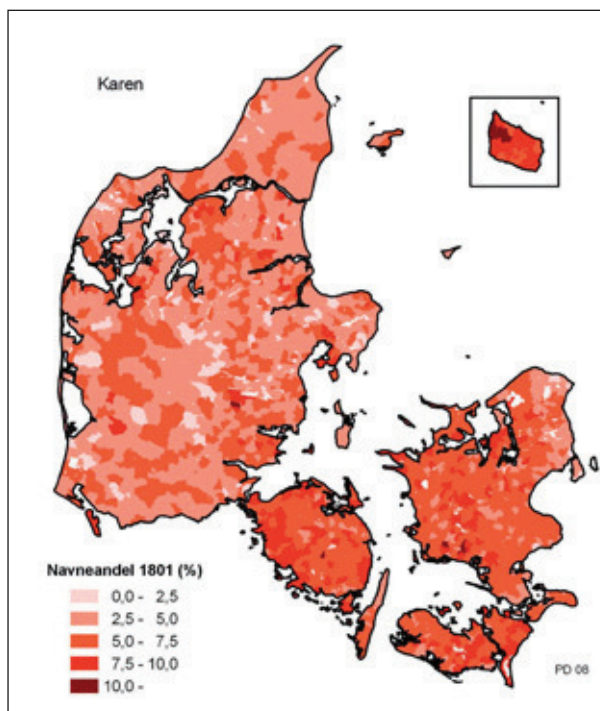 Karen
Navneandel 1801 (%)
0,0 - 2,5
2,5 - 5,0
5,0 - 7,5
7,5 - 10,0
10,0 -
PD 08